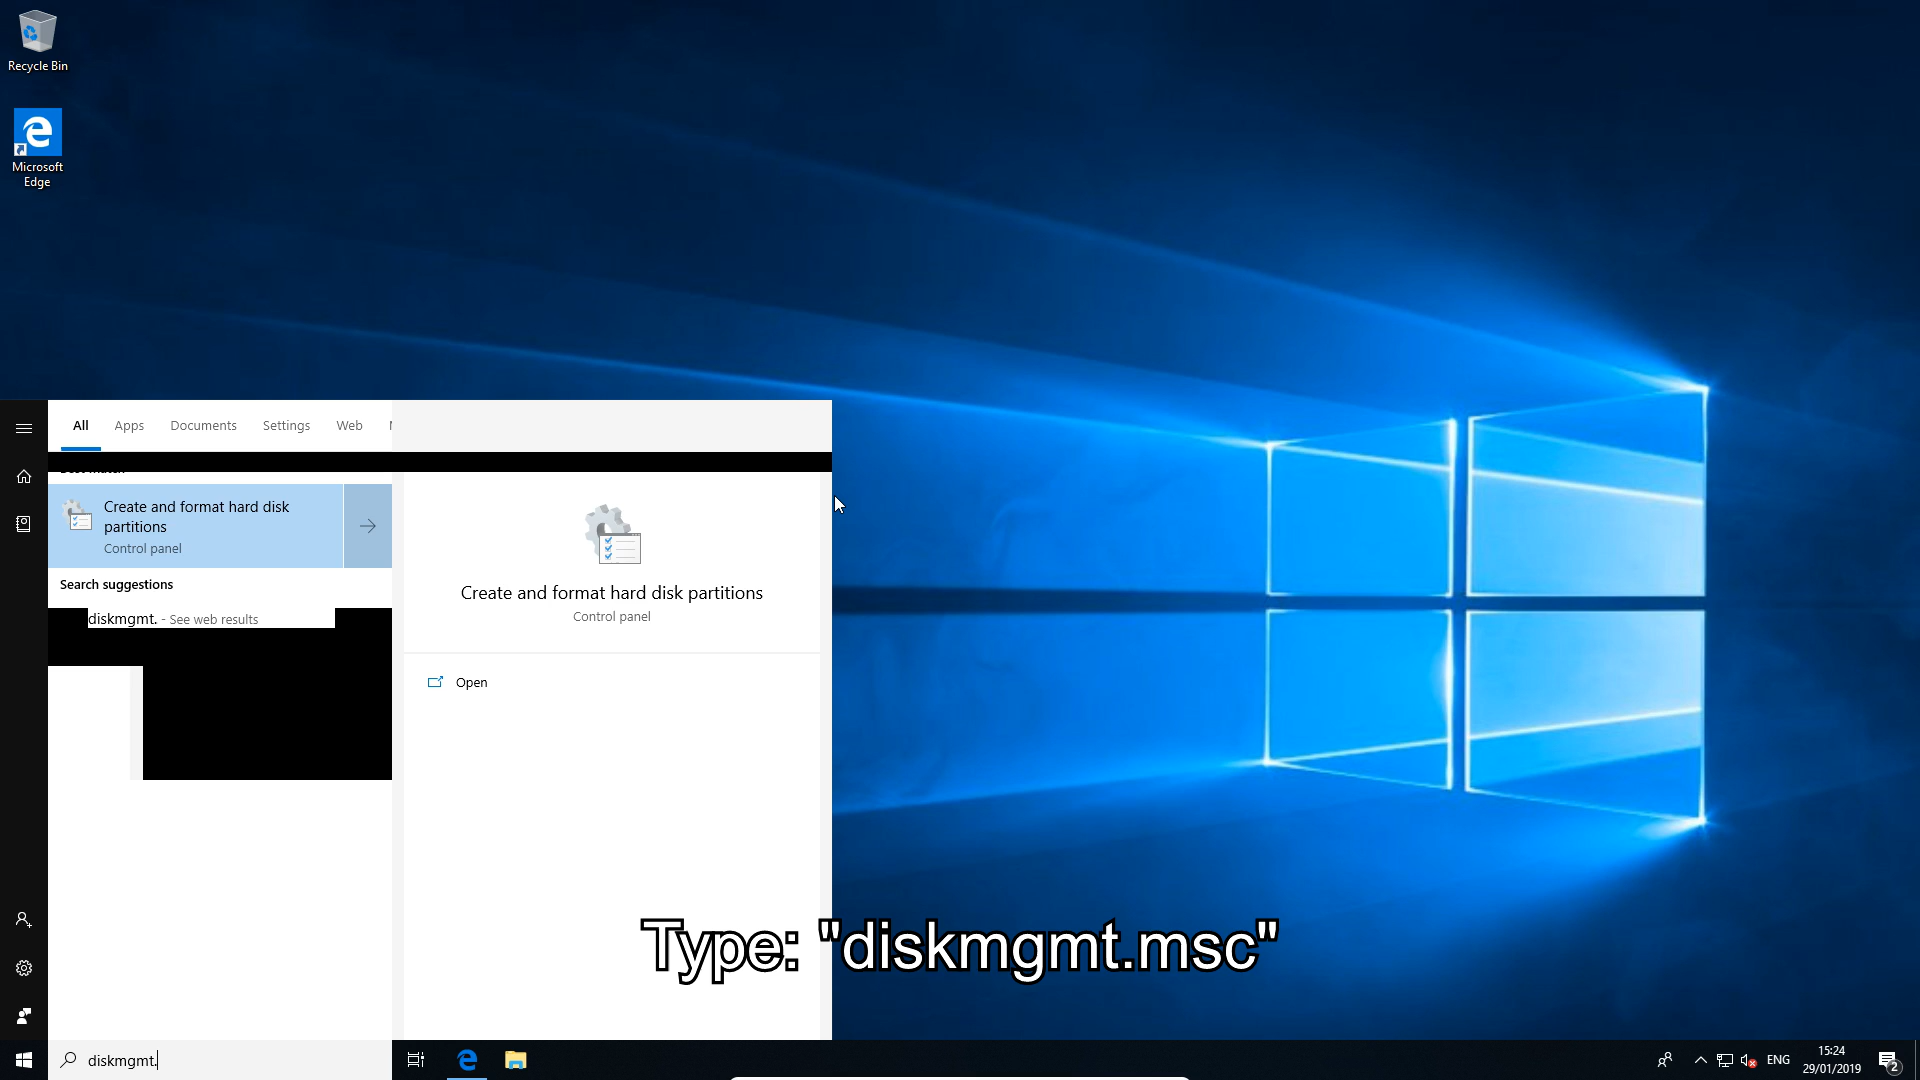 Recycle Bin
Microsoft
Edge
All Apps Documents Settings Web
Create and format hard disk
partitions
Control panel
Search suggestions
diskmgmt. - See web results
Create and format hard disk partitions
Control panel
Open
Type: "diskmgmt.msc"
diskmgmt.
ENG
15:24
29/01/2019
2